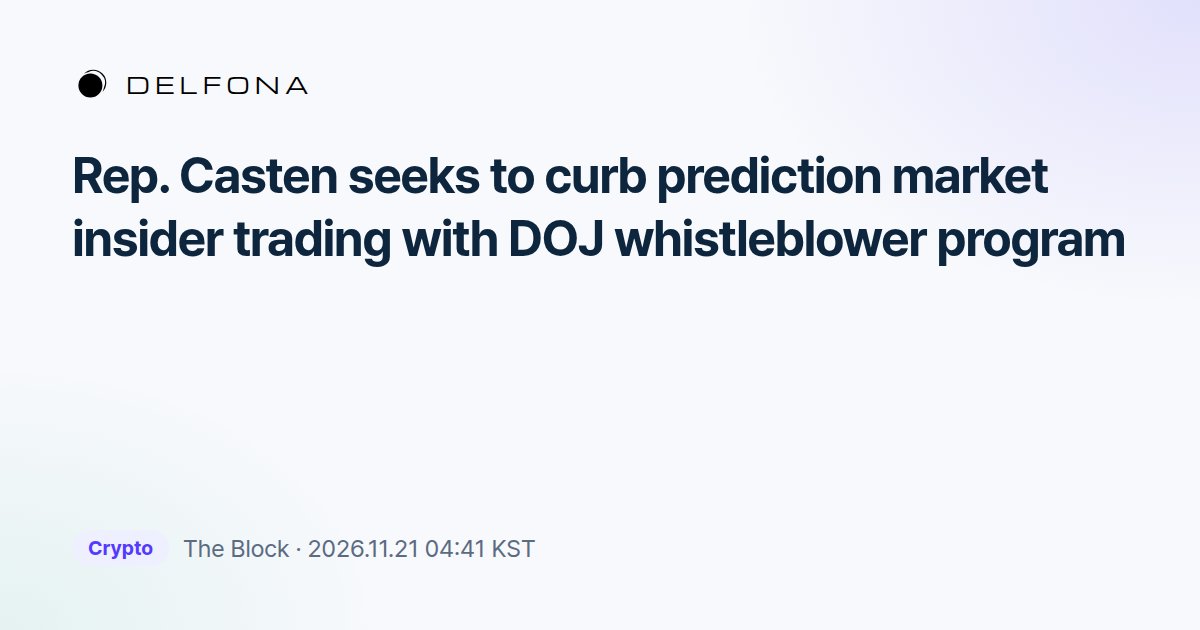 DELFONA
Rep. Casten seeks to curb prediction market
insider trading with DOJ whistleblower program
Crypto The Block · 2026.11.21 04:41 KST